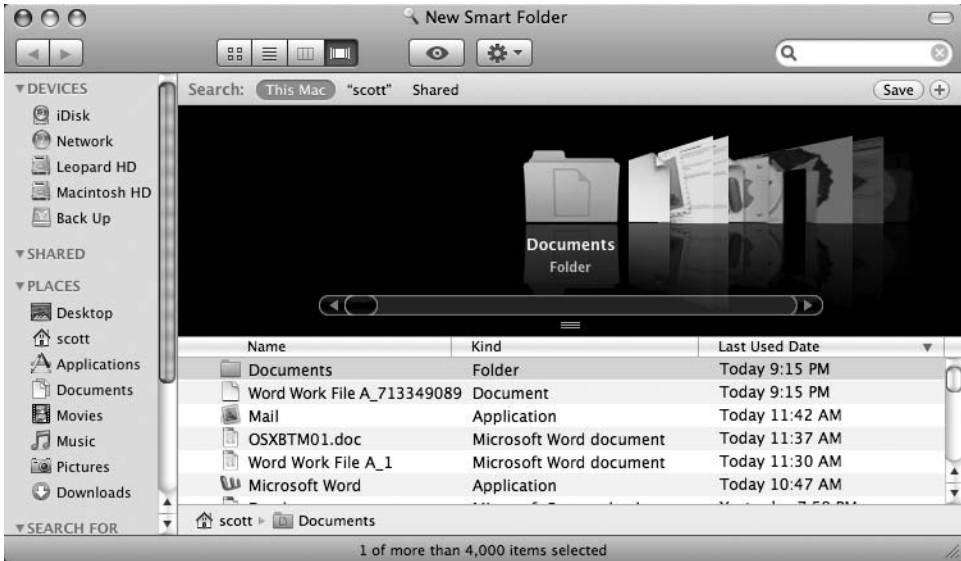 New Smart Folder
DEVICES
iDisk
Network
Leopard HD
Macintosh HD
Back Up
SHARED
PLACES
Desktop
scott
Applications
Documents
Movies
Music
Pictures
Downloads
SEARCH FOR
Search: This Mac "scott" Shared Save
Documents
Folder
Name Kind Last Used Date
Documents Folder Today 9:15 PM
Word Work File A_713349089 Document Today 9:15 PM
Mail Application Today 11:42 AM
OSXBTM01.doc Microsoft Word document Today 11:37 AM
Word Work File A_1 Microsoft Word document Today 11:30 AM
Microsoft Word Application Today 10:47 AM
scott Documents
1 of more than 4,000 items selected